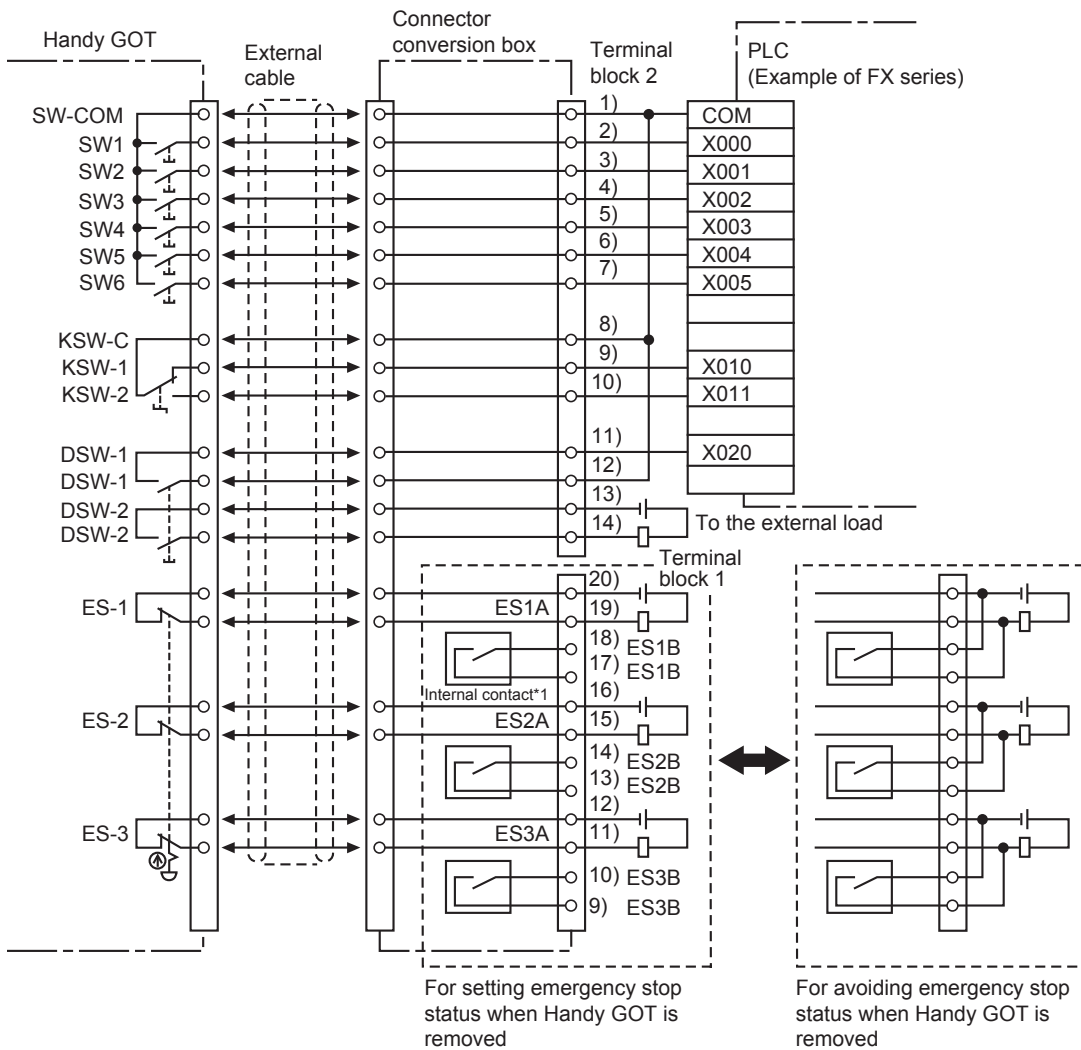 Handy GOT
External
cable
Connector
conversion box
Terminal
block 2
PLC
(Example of FX series)
SW-COM
1)
COM
SW1
2)
X000
SW2
3)
X001
SW3
4)
X002
SW4
5)
X003
SW5
6)
X004
SW6
7)
X005
KSW-C
8)
KSW-1
9)
X010
KSW-2
10)
X011
DSW-1
11)
X020
DSW-1
12)
DSW-2
13)
DSW-2
14)
To the external load
Terminal
block 1
20)
ES-1
ES1A
19)
18) ES1B
17) ES1B
Internal contact*1
16)
ES-2
ES2A
15)
14) ES2B
13) ES2B
12)
ES-3
ES3A
11)
10) ES3B
9) ES3B
For setting emergency stop
status when Handy GOT is
removed
For avoiding emergency stop
status when Handy GOT is
removed